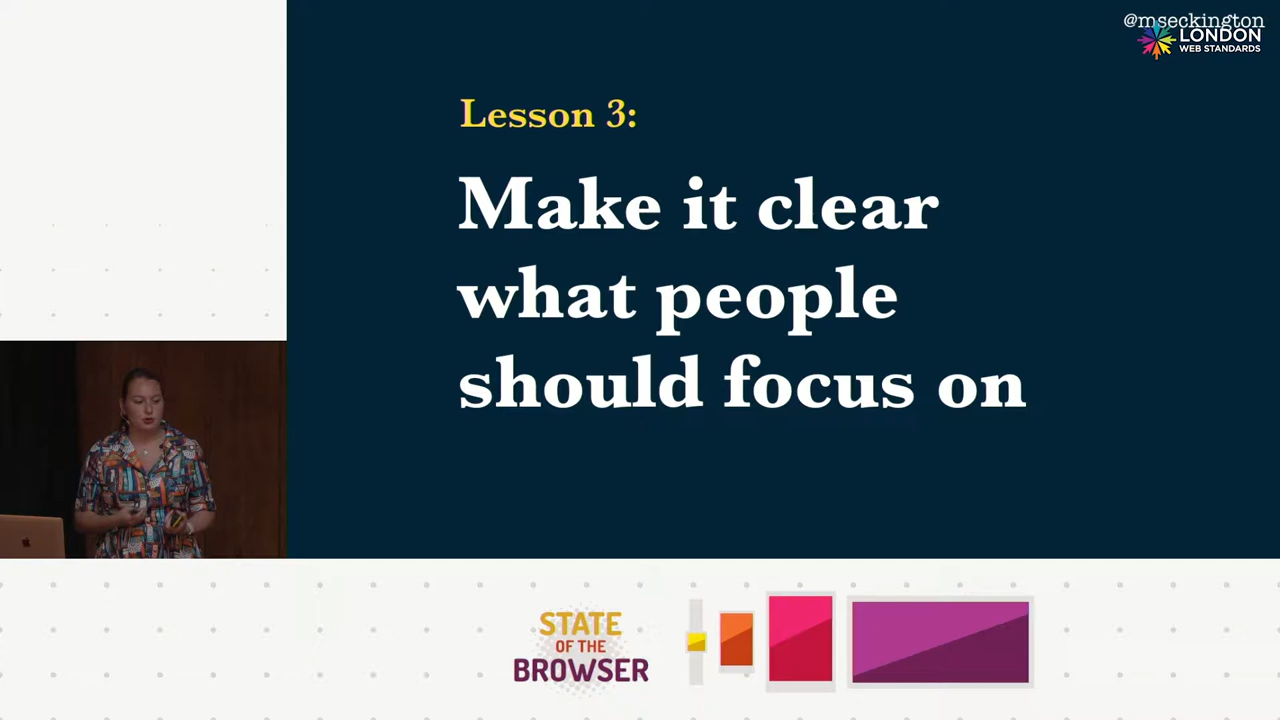 @mseckington
LONDON
WEB STANDARDS
Lesson 3:
Make it clear
what people
should focus on
STATE
OF THE
BROWSER